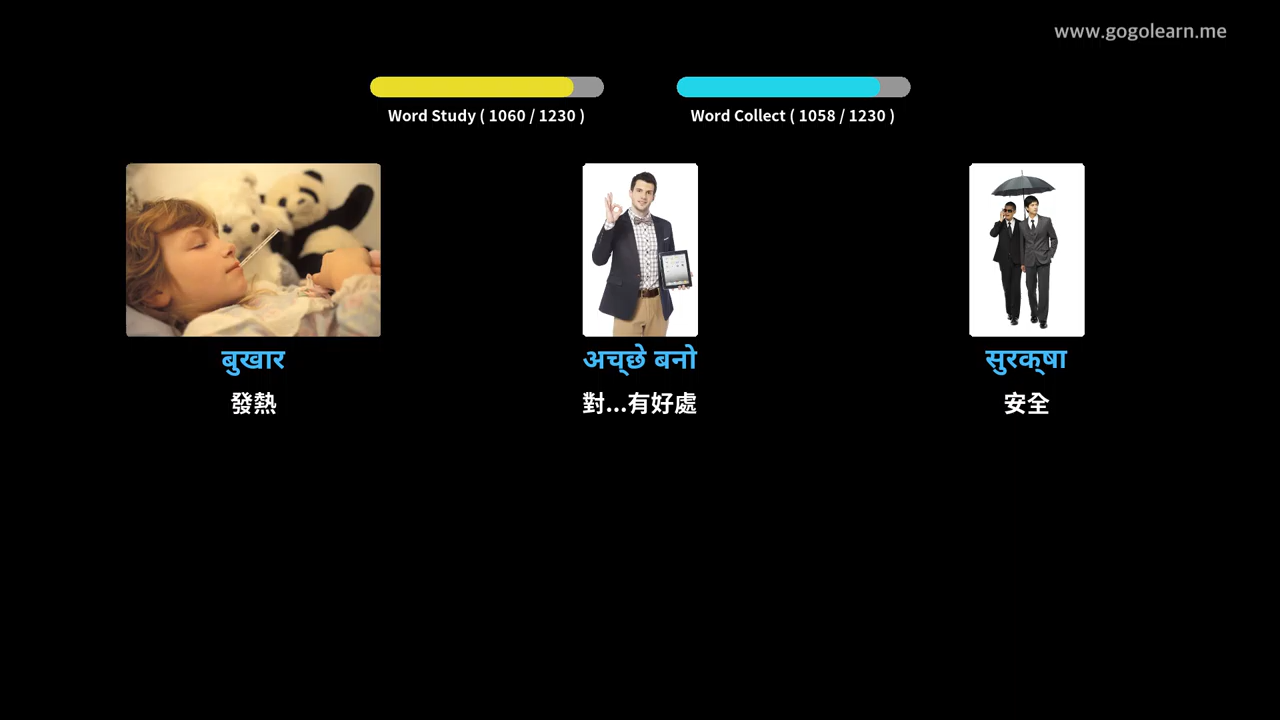 www.gogolearn.me
Word Study ( 1060 / 1230 )
Word Collect ( 1058 / 1230 )
बुखार
अच्छे बनो
सुरक्षा
發熱
對...有好處
安全